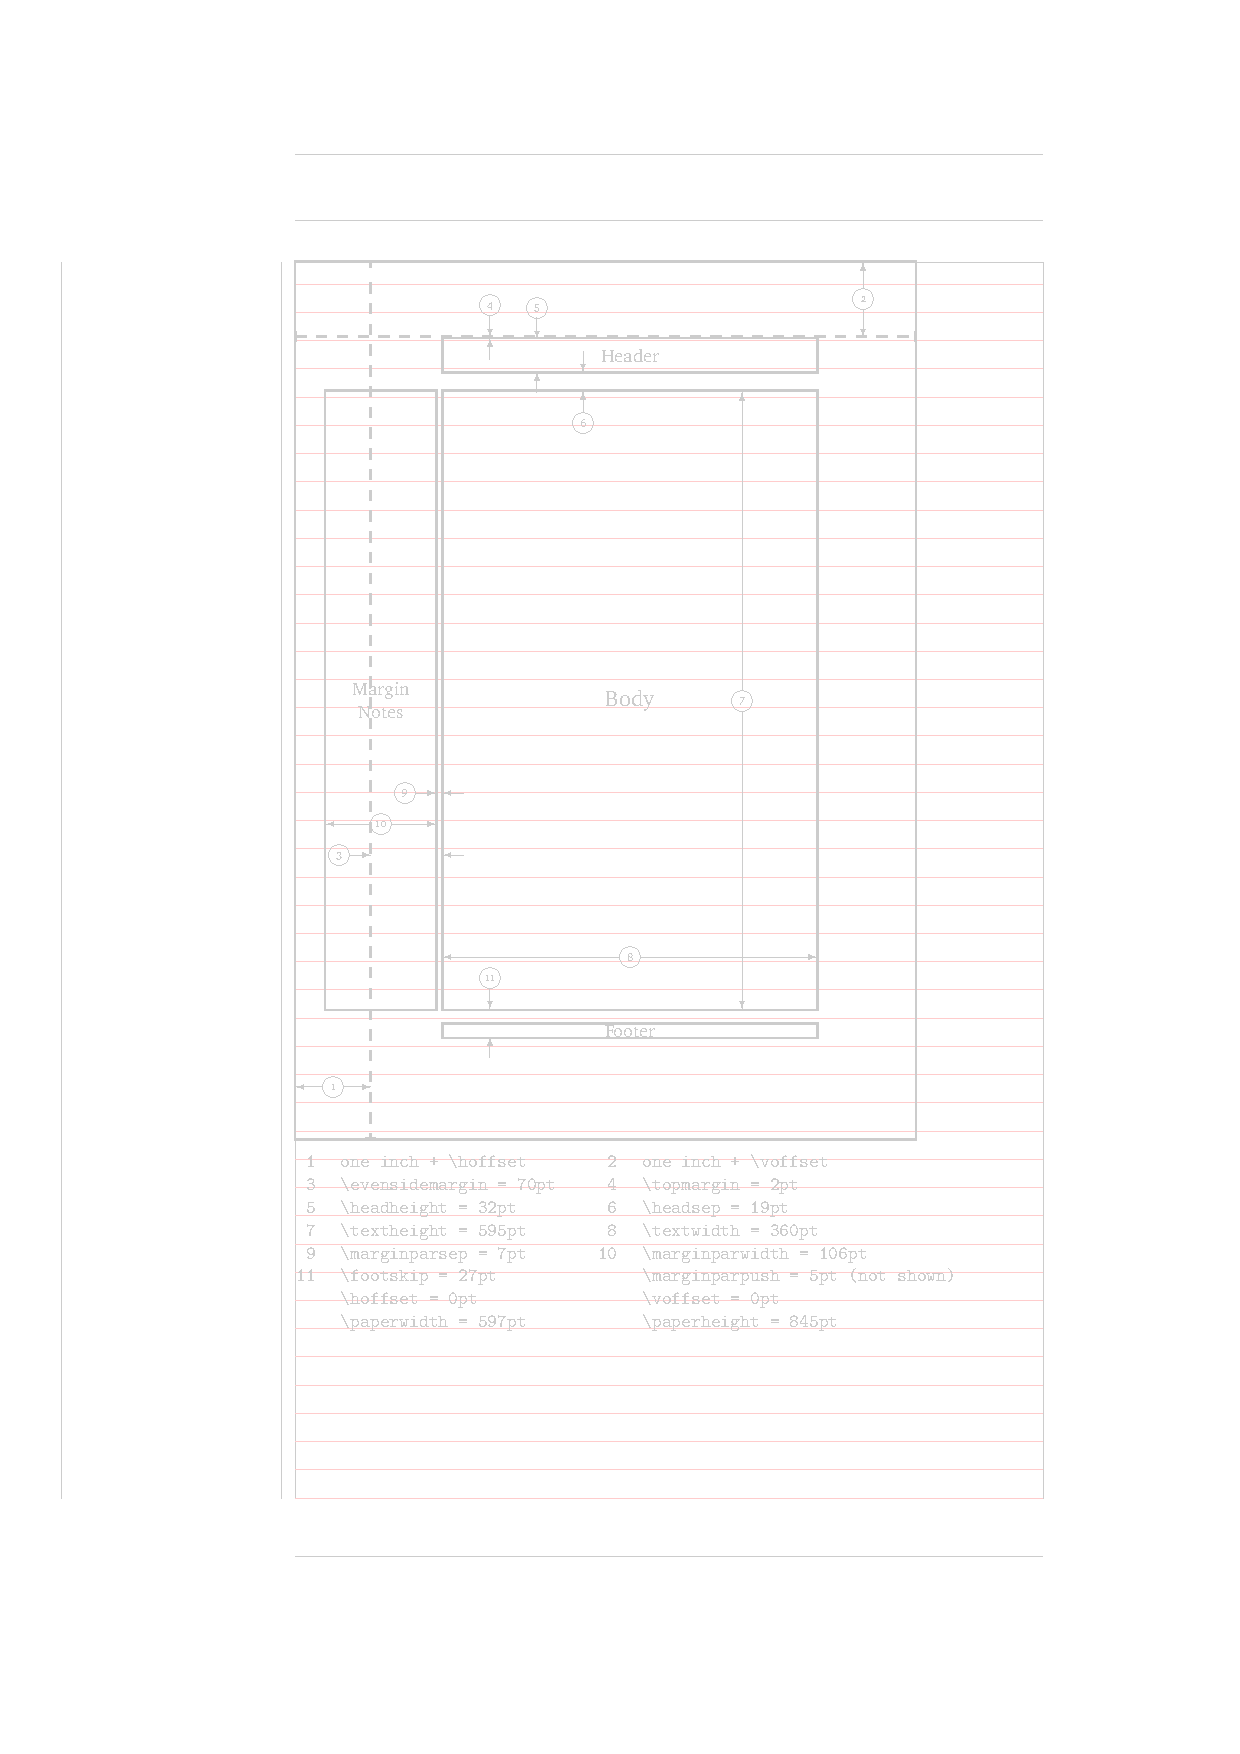 4
5
2
Header
6
Margin
Notes
Body
7
9
10
3
8
11
Footer
1
1 one inch + \hoffset 2 one inch + \voffset
3 \evensidemargin = 70pt 4 \topmargin = 2pt
5 \headheight = 32pt 6 \headsep = 19pt
7 \textheight = 595pt 8 \textwidth = 360pt
9 \marginparsep = 7pt 10 \marginparwidth = 106pt
11 \footskip = 27pt \marginparpush = 5pt (not shown)
\hoffset = 0pt \voffset = 0pt
\paperwidth = 597pt \paperheight = 845pt